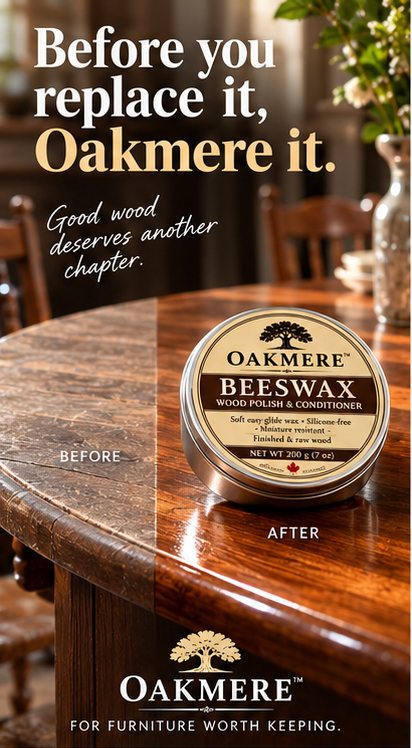 Before you
replace it,
Oakmere it.
Good wood
deserves another
chapter.
OAKMERE™
BEESWAX
WOOD POLISH & CONDITIONER
Soft easy-glide wax • Silicone-free
- Moisture resistant -
Finished & raw wood
NET WT 200 g (7 oz)
BEFORE
AFTER
OAKMERE™
FOR FURNITURE WORTH KEEPING.